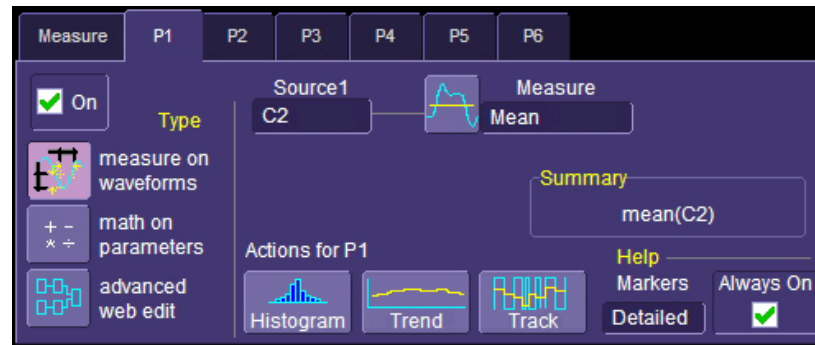 Measure P1 P2 P3 P4 P5 P6
On
Type
Source1
C2
Measure
Mean
measure on
waveforms
Summary
mean(C2)
math on
parameters
+ -
* ÷
advanced
web edit
Actions for P1
Histogram
Trend
Track
Help
Markers
Detailed
Always On